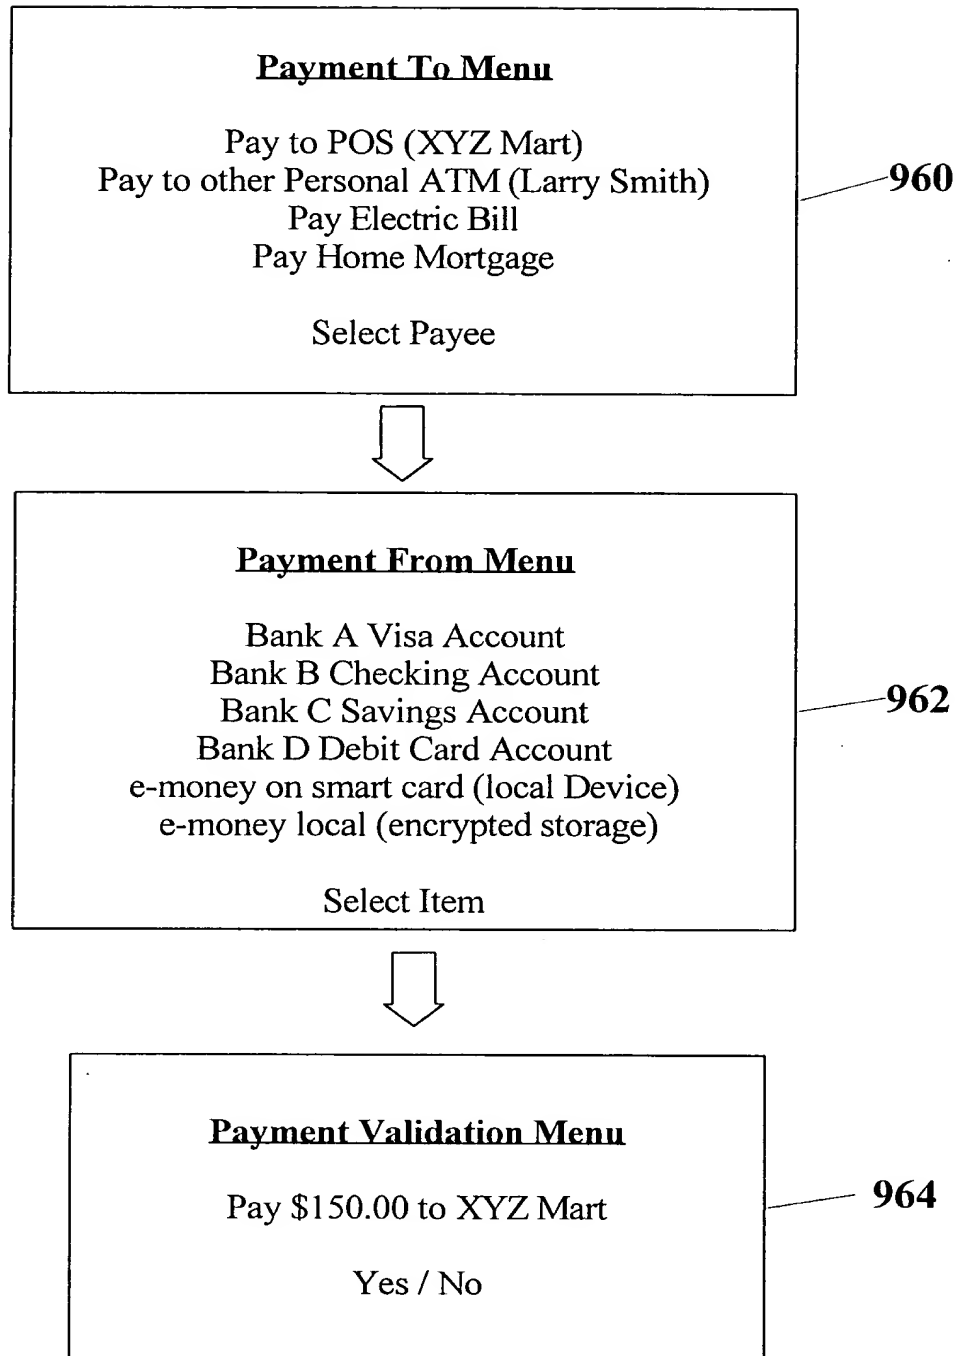 Payment To Menu
Pay to POS (XYZ Mart)
Pay to other Personal ATM (Larry Smith)
Pay Electric Bill
Pay Home Mortgage
Select Payee
960
Payment From Menu
Bank A Visa Account
Bank B Checking Account
Bank C Savings Account
Bank D Debit Card Account
e-money on smart card (local Device)
e-money local (encrypted storage)
Select Item
962
Payment Validation Menu
Pay $150.00 to XYZ Mart
Yes / No
964